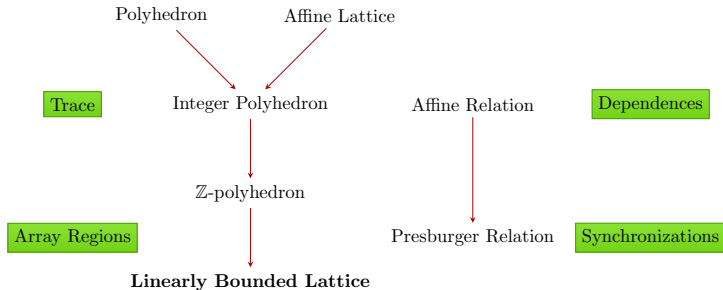 Polyhedron
Affine Lattice
Trace
Integer Polyhedron
Affine Relation
Dependences
ℤ-polyhedron
Array Regions
Presburger Relation
Synchronizations
Linearly Bounded Lattice